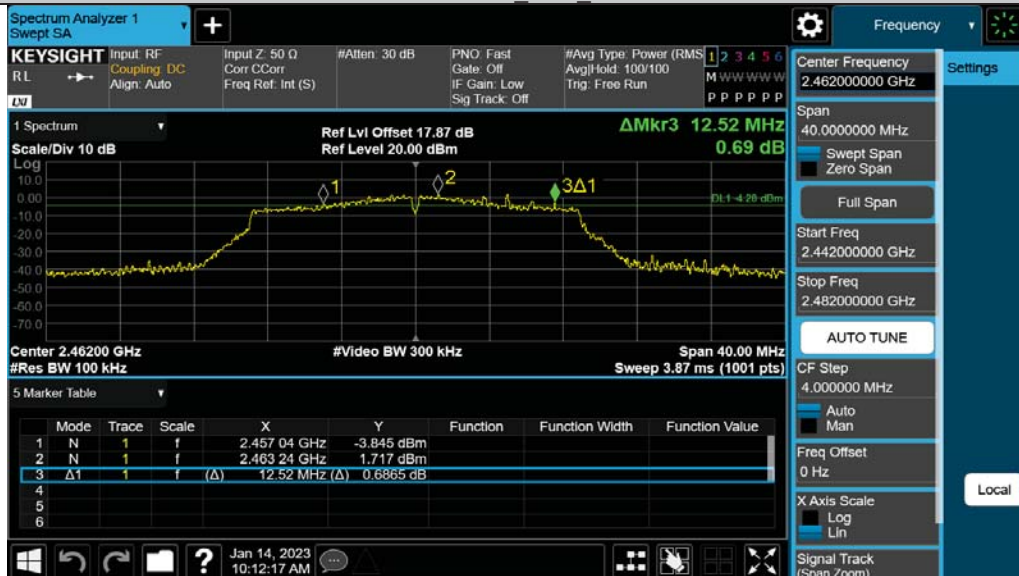 Spectrum Analyzer 1
Swept SA
+
Frequency
KEYSIGHT
RL
LXI
Input: RF
Coupling: DC
Align: Auto
Input Z: 50 Ω
Corr CCorr
Freq Ref: Int (S)
#Atten: 30 dB
PNO: Fast
Gate: Off
IF Gain: Low
Sig Track: Off
#Avg Type: Power (RMS
Avg|Hold: 100/100
Trig: Free Run
1 2 3 4 5 6
M W W W W W
P P P P P P
1 Spectrum
Scale/Div 10 dB
Ref Lvl Offset 17.87 dB
Ref Level 20.00 dBm
ΔMkr3 12.52 MHz
0.69 dB
Log
10.0
0.00
-10.0
-20.0
-30.0
-40.0
-50.0
-60.0
-70.0
1
2
3Δ1
DL1 -4.28 dBm
Center 2.46200 GHz
#Res BW 100 kHz
#Video BW 300 kHz
Span 40.00 MHz
Sweep 3.87 ms (1001 pts)
5 Marker Table
Mode Trace Scale X Y Function Function Width Function Value
1 N 1 f 2.457 04 GHz -3.845 dBm
2 N 1 f 2.463 24 GHz 1.717 dBm
3 Δ1 1 f (Δ) 12.52 MHz (Δ) 0.6865 dB
4
5
6
?
Jan 14, 2023
10:12:17 AM
Center Frequency
2.462000000 GHz
Span
40.0000000 MHz
Swept Span
Zero Span
Full Span
Start Freq
2.442000000 GHz
Stop Freq
2.482000000 GHz
AUTO TUNE
CF Step
4.000000 MHz
Auto
Man
Freq Offset
0 Hz
X Axis Scale
Log
Lin
Signal Track
(Span Zoom)
Settings
Local